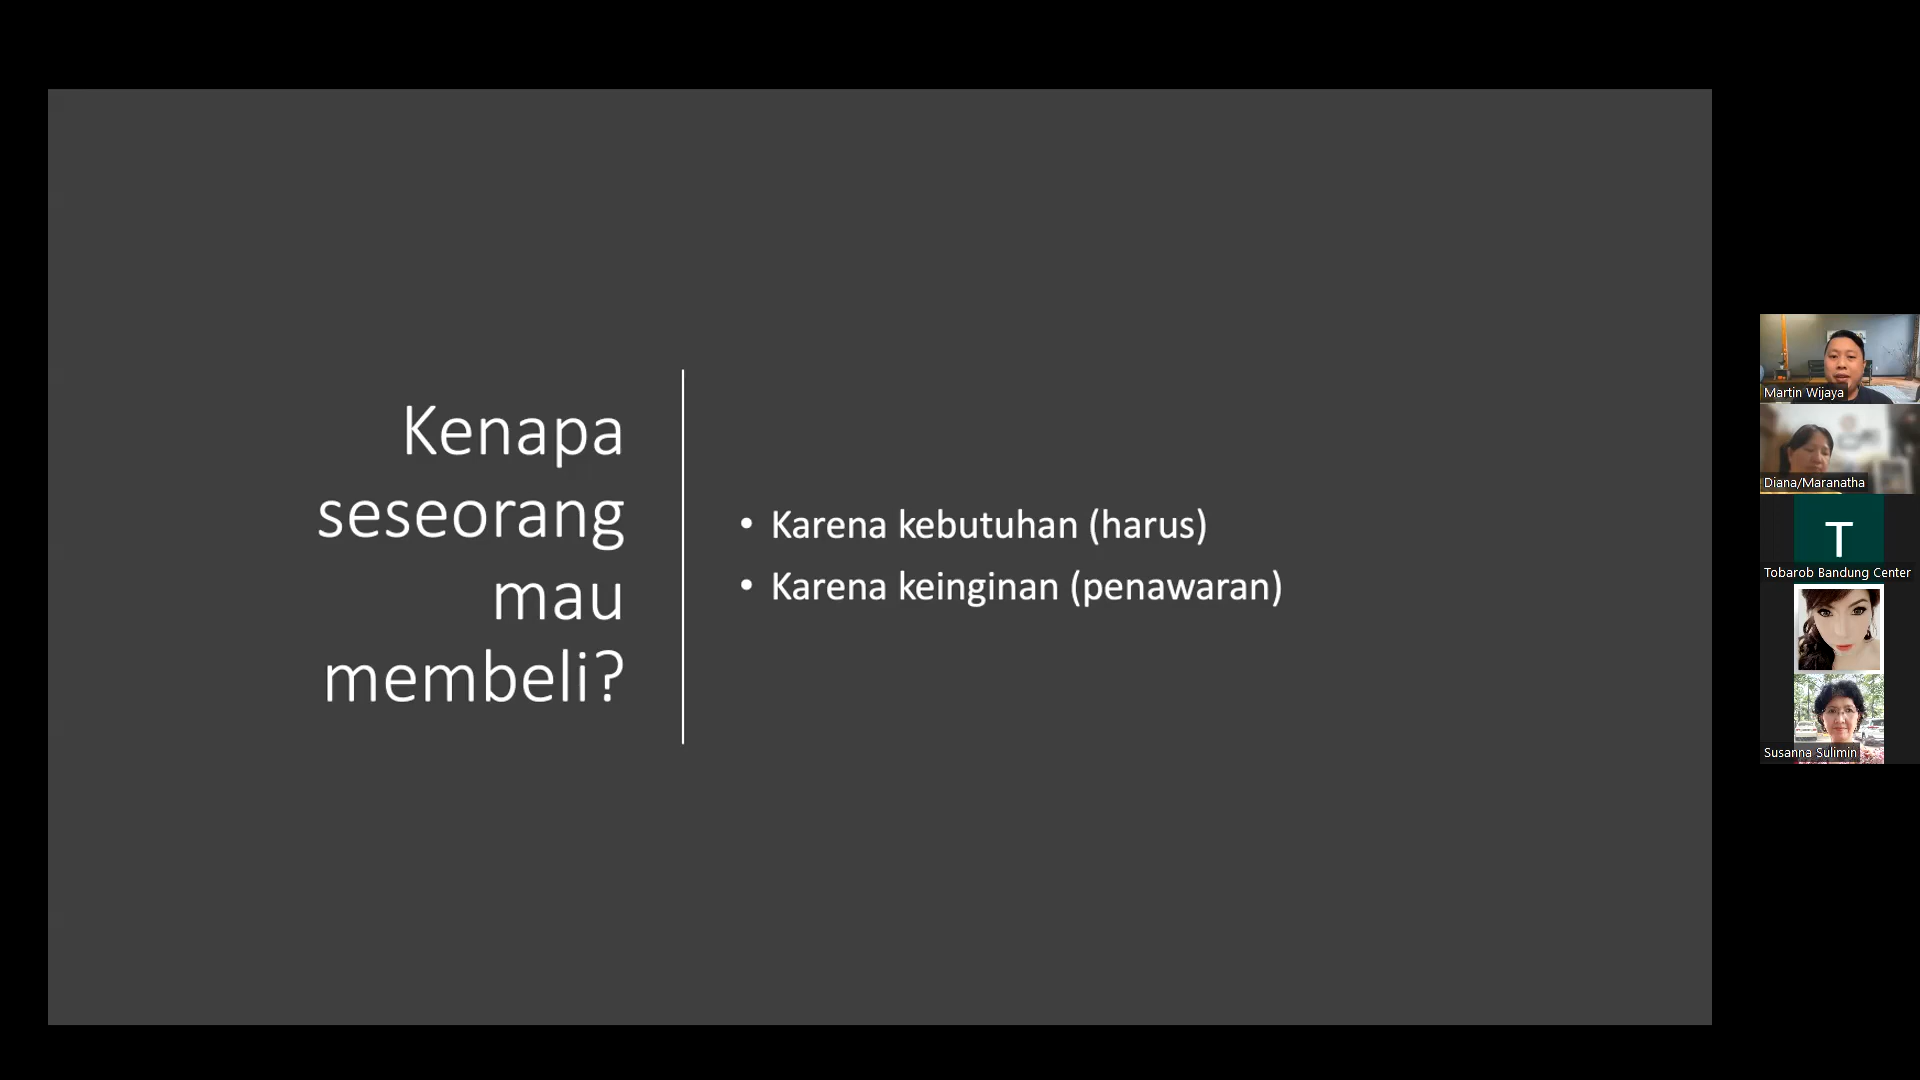 Kenapa
seseorang
mau
membeli?
• Karena kebutuhan (harus)
• Karena keinginan (penawaran)
Martin Wijaya
Diana/Maranatha
T
Tobarob Bandung Center
Susanna Sulimin